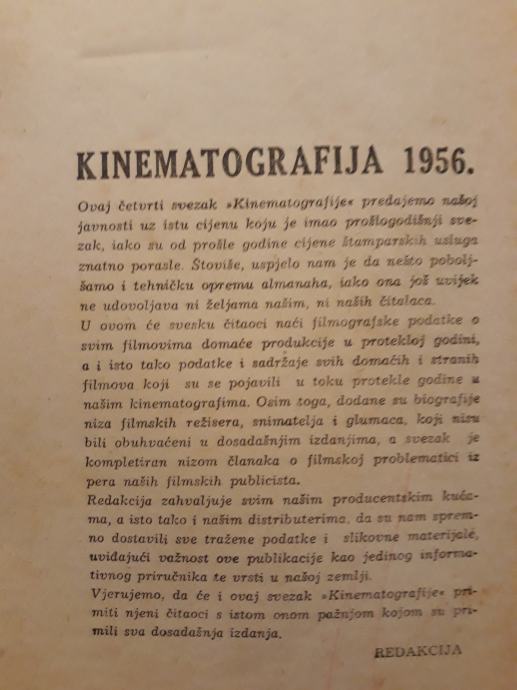 KINEMATOGRAFIJA 1956.
Ovaj četvrti svezak »Kinematografije« predajemo našoj
javnosti uz istu cijenu koju je imao prošlogodišnji sve-
zak, iako su od prošle godine cijene štamparskih usluga
znatno porasle. Štoviše, uspjelo nam je da nešto pobolj-
šamo i tehničku opremu almanaha, iako ona još uvijek
ne udovoljava ni željama našim, ni naših čitalaca.
U ovom će svesku čitaoci naći filmografske podatke o
svim filmovima domaće produkcije u protekloj godini,
a i isto tako podatke i sadržaje svih domaćih i stranih
filmova koji su se pojavili u toku protekle godine u
našim kinematografima. Osim toga, dodane su biografije
niza filmskih režisera, snimatelja i glumaca, koji nisu
bili obuhvaćeni u dosadašnjim izdanjima, a svezak je
kompletiran nizom članaka o filmskoj problematici iz
pera naših filmskih publicista.
Redakcija zahvaljuje svim našim producentskim kuća-
ma, a isto tako i našim distributerima, da su nam sprem-
no dostavili sve tražene podatke i slikovne materijale,
uviđajući važnost ove publikacije kao jedinog informa-
tivnog priručnika te vrsti u našoj zemlji.
Vjerujemo, da će i ovaj svezak »Kinematografije« pri-
miti njeni čitaoci s istom onom pažnjom kojom su pri-
mili sva dosadašnja izdanja.
REDAKCIJA